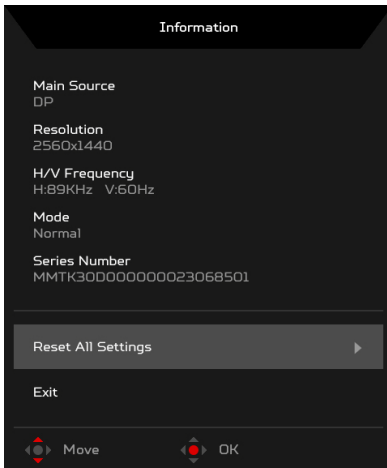 Information
Main Source
DP
Resolution
2560x1440
H/V Frequency
H:89KHz V:60Hz
Mode
Normal
Series Number
MMTK30D000000023068501
Reset All Settings
Exit
Move OK